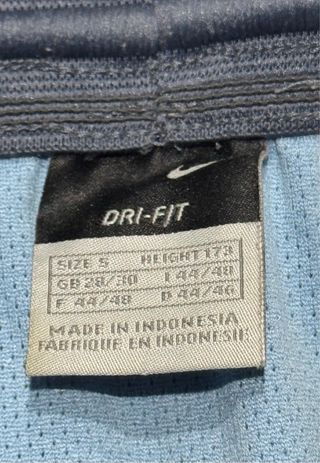 DRI-FIT
SIZE S HEIGHT 173
GB 28/30 I 44/48
F 44/48 D 44/46
MADE IN INDONESIA
FABRIQUE EN INDONESIE